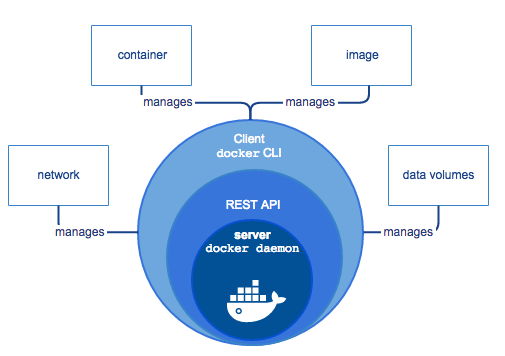 container
image
manages
manages
Client
docker CLI
network
data volumes
REST API
manages
server
manages
docker daemon